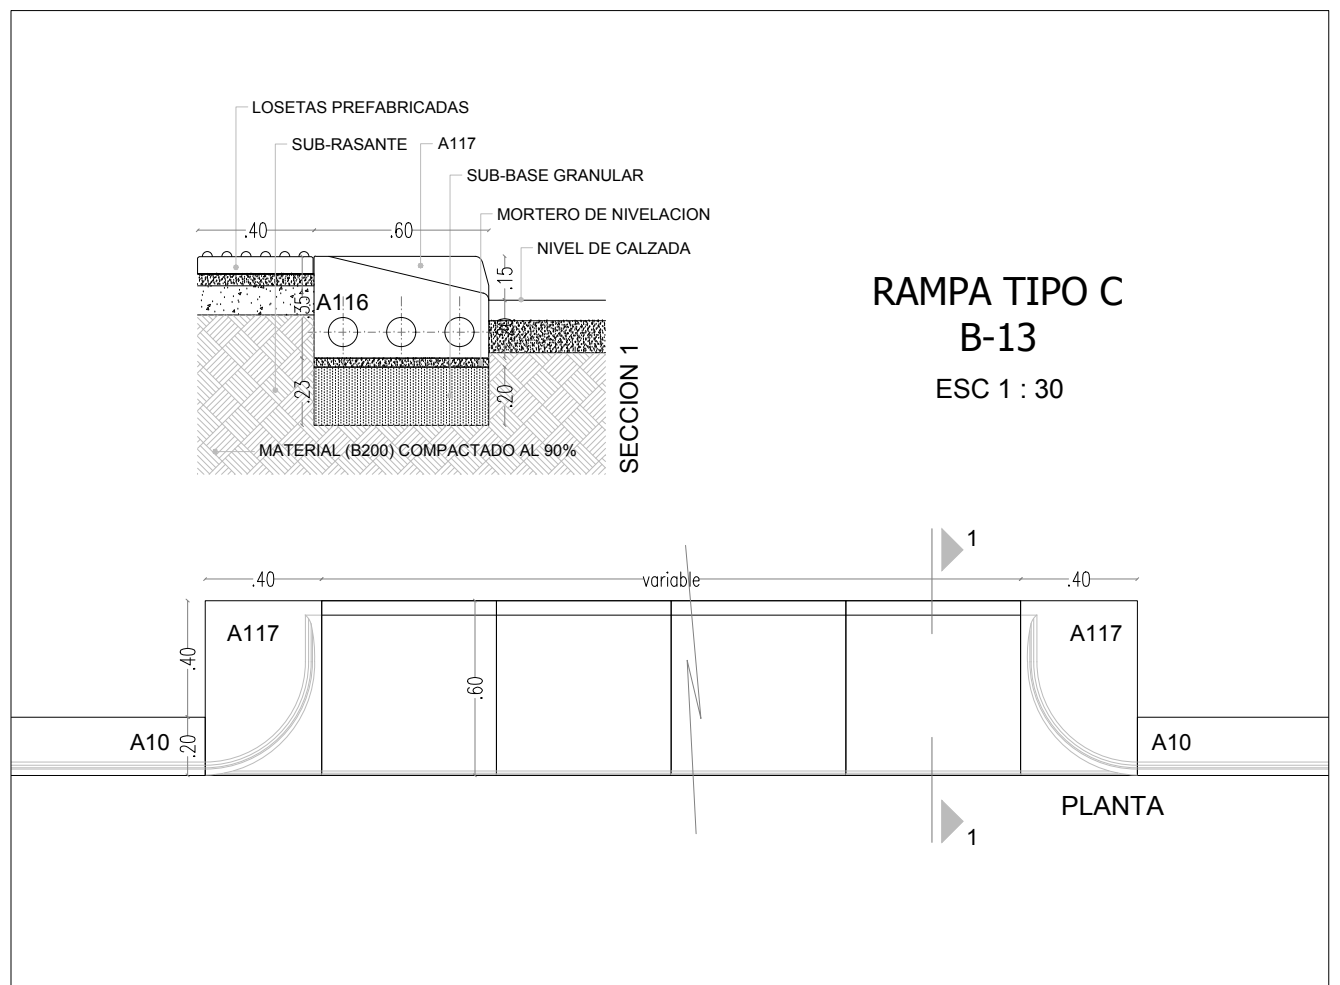 LOSETAS PREFABRICADAS
SUB-RASANTE
A117
SUB-BASE GRANULAR
MORTERO DE NIVELACION
NIVEL DE CALZADA
.40
.60
.15
.35
A116
.23
.20
MATERIAL (B200) COMPACTADO AL 90%
SECCION 1
RAMPA TIPO C
B-13
ESC 1 : 30
1
.40
variable
.40
A117
A117
.40
.60
A10
.20
A10
PLANTA
1